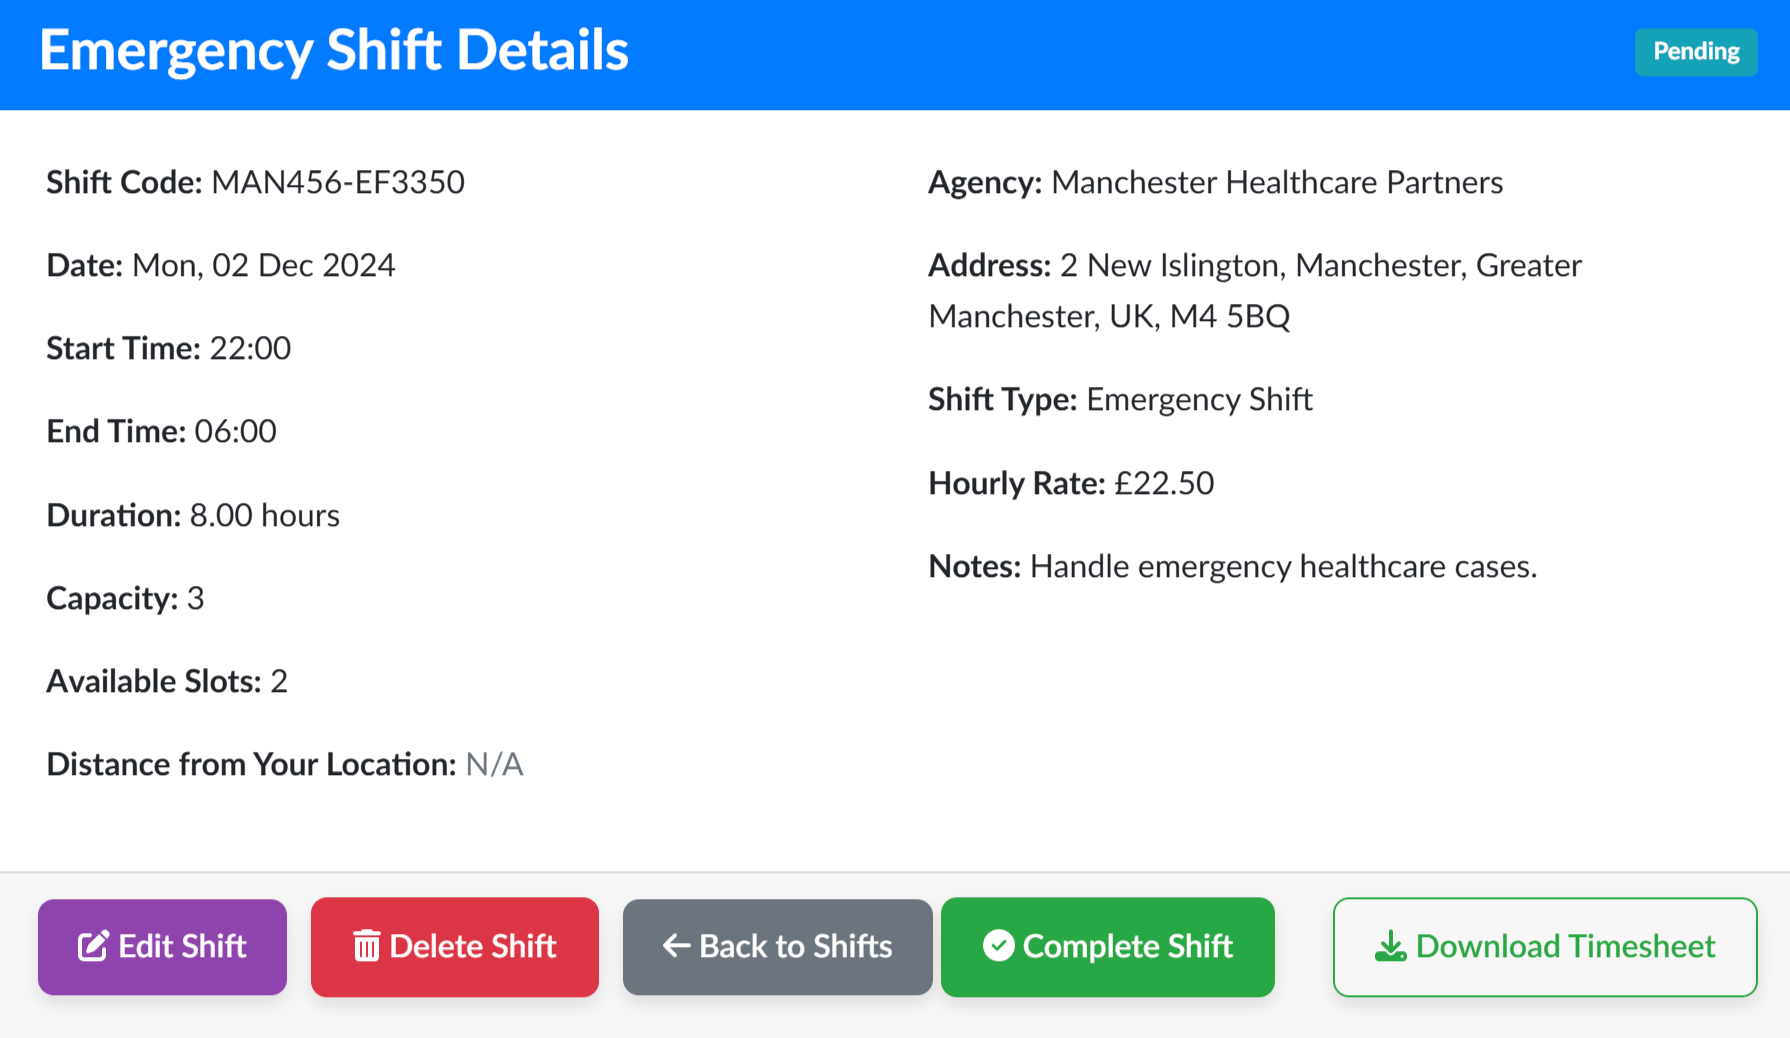 Emergency Shift Details
Pending
Shift Code: MAN456-EF3350
Date: Mon, 02 Dec 2024
Start Time: 22:00
End Time: 06:00
Duration: 8.00 hours
Capacity: 3
Available Slots: 2
Distance from Your Location: N/A
Agency: Manchester Healthcare Partners
Address: 2 New Islington, Manchester, Greater
Manchester, UK, M4 5BQ
Shift Type: Emergency Shift
Hourly Rate: £22.50
Notes: Handle emergency healthcare cases.
Edit Shift
Delete Shift
Back to Shifts
Complete Shift
Download Timesheet